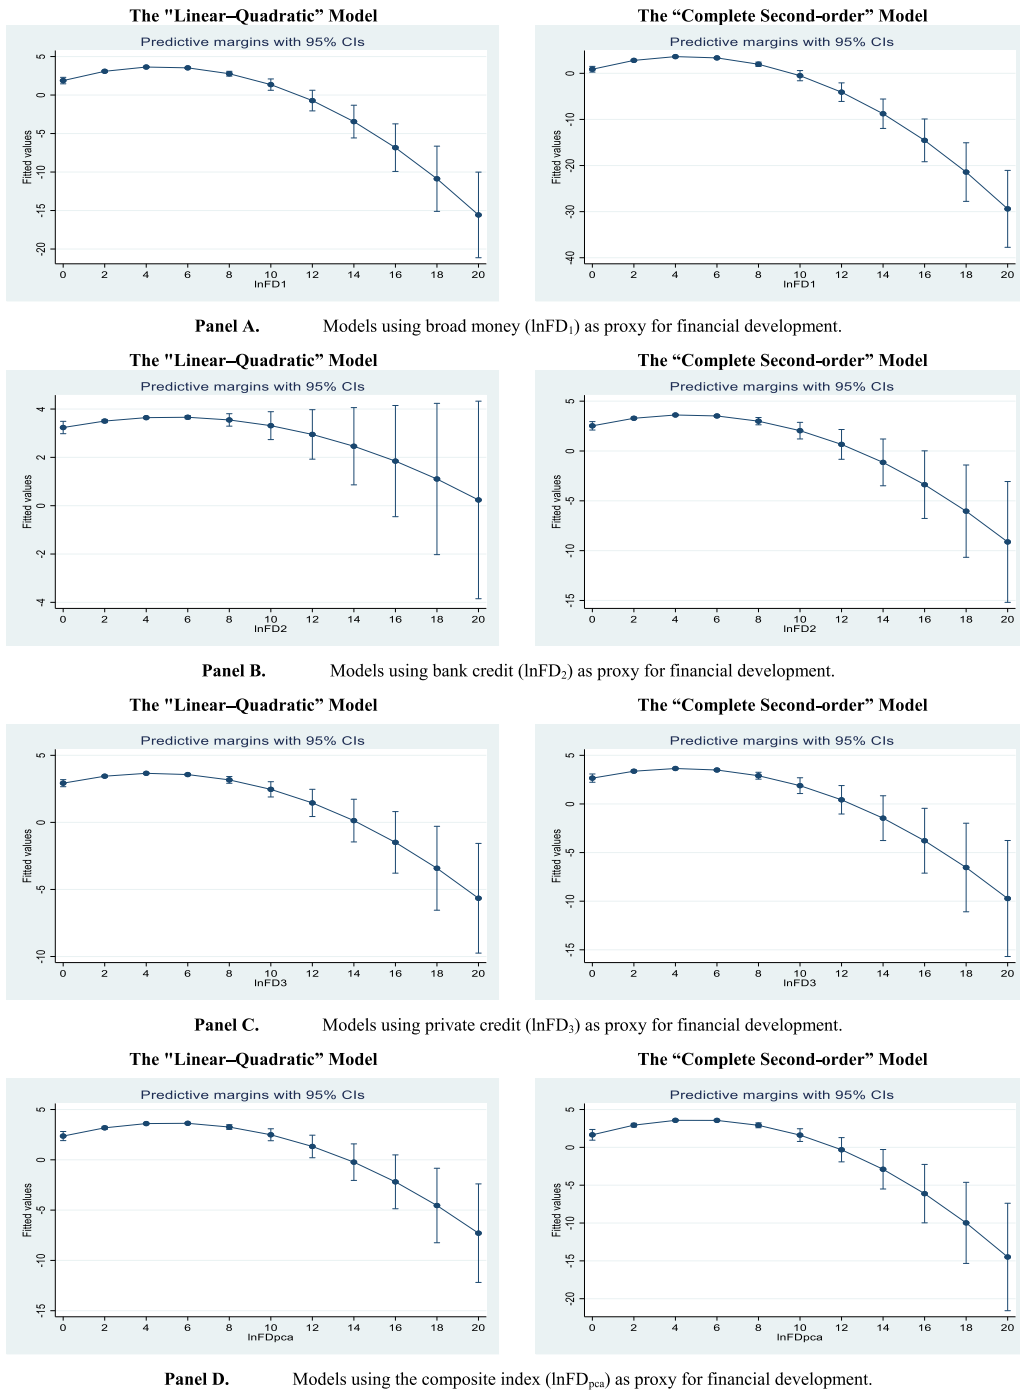 The "Linear–Quadratic” Model
The “Complete Second-order” Model
Predictive margins with 95% CIs
Fitted values
5
0
-5
-10
-15
-20
0 2 4 6 8 10 12 14 16 18 20
lnFD1
Predictive margins with 95% CIs
Fitted values
0
-10
-20
-30
-40
0 2 4 6 8 10 12 14 16 18 20
lnFD1
Panel A. Models using broad money (lnFD₁) as proxy for financial development.
The "Linear–Quadratic” Model
The “Complete Second-order” Model
Predictive margins with 95% CIs
Fitted values
4
2
0
-2
-4
0 2 4 6 8 10 12 14 16 18 20
lnFD2
Predictive margins with 95% CIs
Fitted values
5
0
-5
-10
-15
0 2 4 6 8 10 12 14 16 18 20
lnFD2
Panel B. Models using bank credit (lnFD₂) as proxy for financial development.
The "Linear–Quadratic” Model
The “Complete Second-order” Model
Predictive margins with 95% CIs
Fitted values
5
0
-5
-10
0 2 4 6 8 10 12 14 16 18 20
lnFD3
Predictive margins with 95% CIs
Fitted values
5
0
-5
-10
-15
0 2 4 6 8 10 12 14 16 18 20
lnFD3
Panel C. Models using private credit (lnFD₃) as proxy for financial development.
The "Linear–Quadratic” Model
The “Complete Second-order” Model
Predictive margins with 95% CIs
Fitted values
5
0
-5
-10
-15
0 2 4 6 8 10 12 14 16 18 20
lnFDpca
Predictive margins with 95% CIs
Fitted values
5
0
-5
-10
-15
-20
0 2 4 6 8 10 12 14 16 18 20
lnFDpca
Panel D. Models using the composite index (lnFDpca) as proxy for financial development.